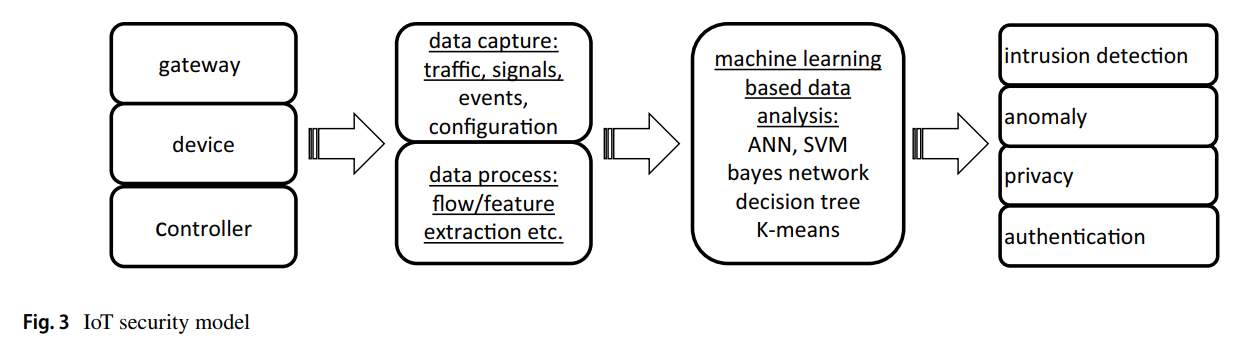 gateway
device
Controller
data capture:
traffic, signals,
events,
configuration
data process:
flow/feature
extraction etc.
machine learning
based data
analysis:
ANN, SVM
bayes network
decision tree
K-means
intrusion detection
anomaly
privacy
authentication
Fig. 3 IoT security model